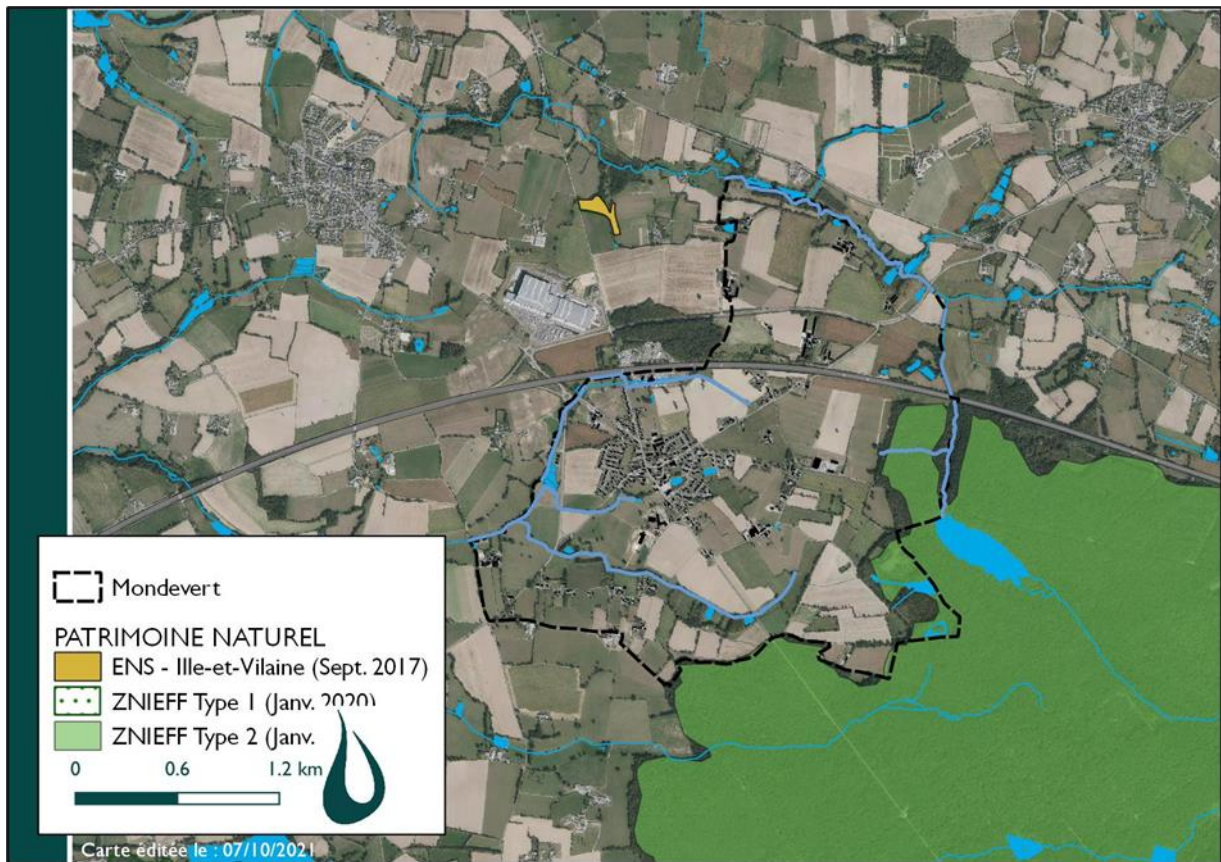 Mondevert
PATRIMOINE NATUREL
ENS - Ille-et-Vilaine (Sept. 2017)
ZNIEFF Type 1 (Janv. 2020)
ZNIEFF Type 2 (Janv.
0 0.6 1.2 km
Carte éditée le : 07/10/2021